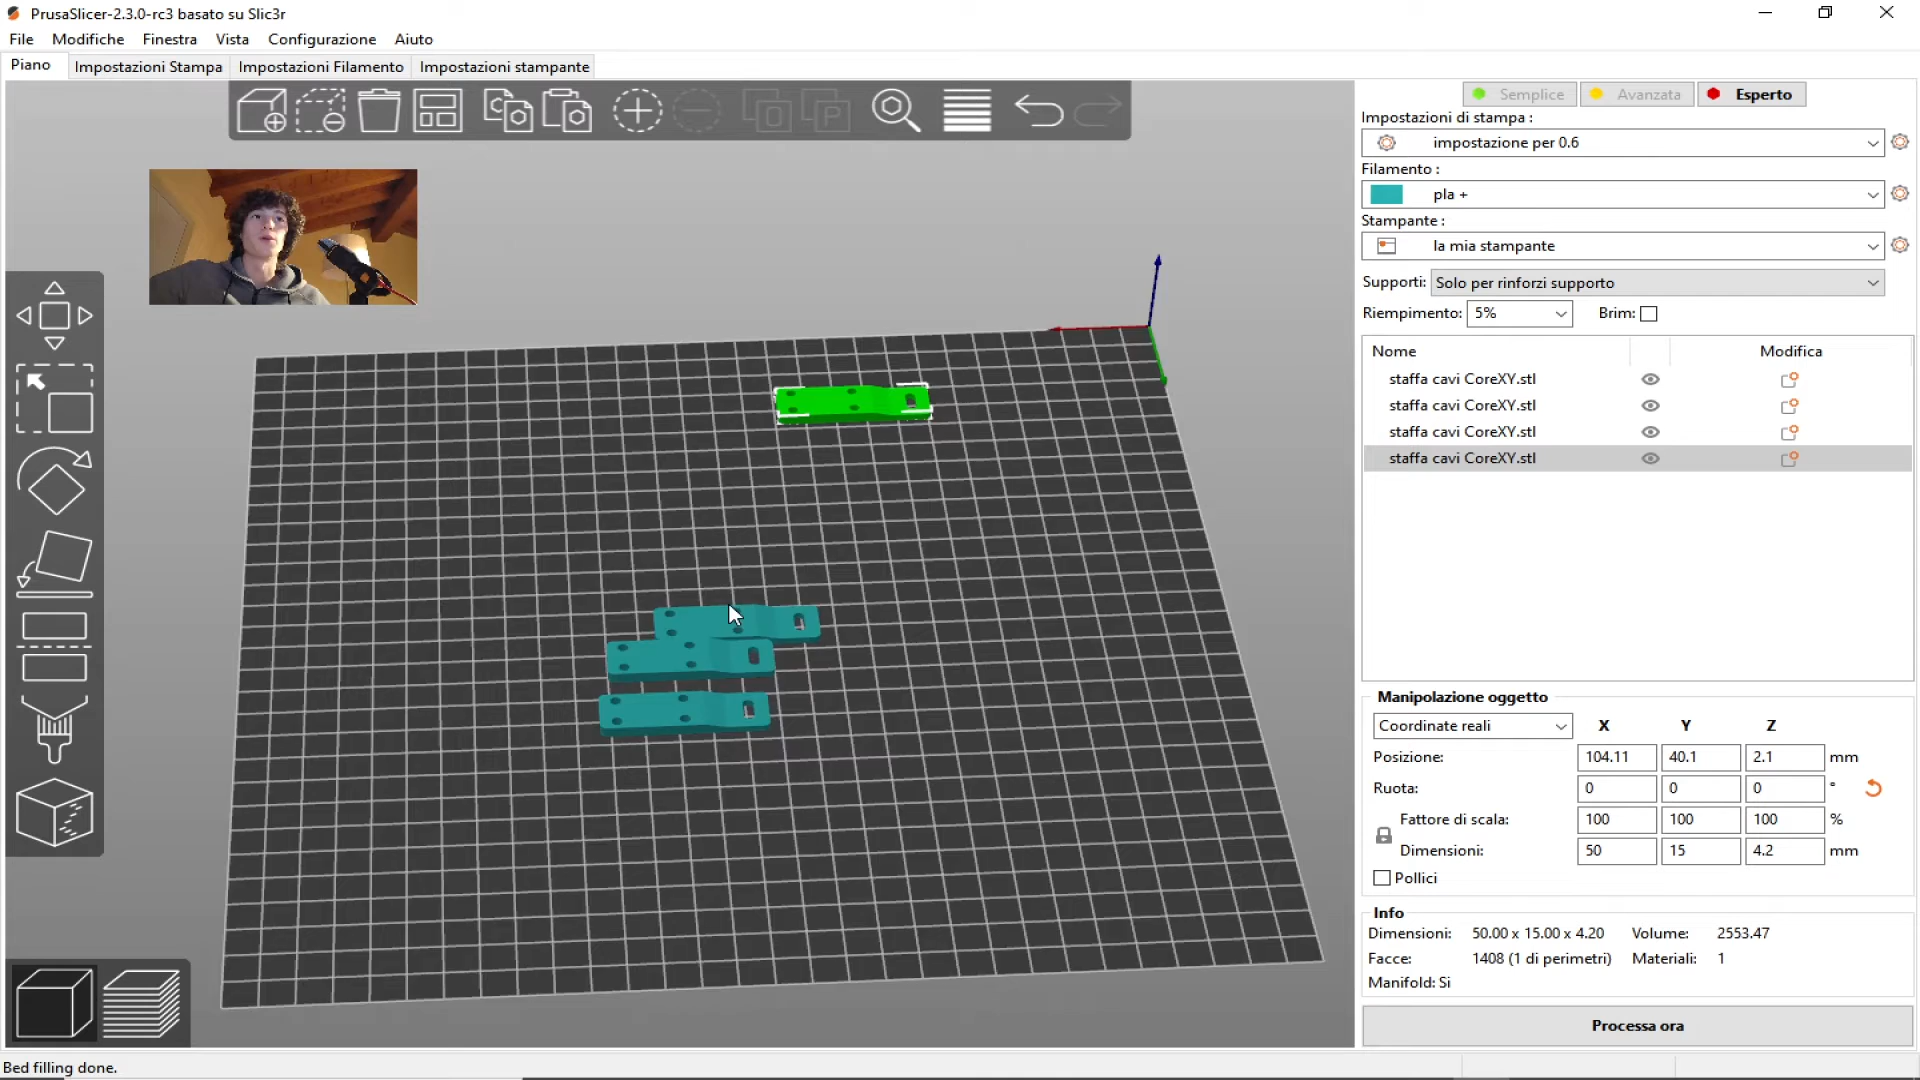 PrusaSlicer-2.3.0-rc3 basato su Slic3r
File Modifiche Finestra Vista Configurazione Aiuto
Piano Impostazioni Stampa Impostazioni Filamento Impostazioni stampante
Semplice Avanzata Esperto
Impostazioni di stampa :
impostazione per 0.6
Filamento :
pla +
Stampante :
la mia stampante
Supporti: Solo per rinforzi supporto
Riempimento: 5% Brim:
Nome Modifica
staffa cavi CoreXY.stl
staffa cavi CoreXY.stl
staffa cavi CoreXY.stl
staffa cavi CoreXY.stl
Manipolazione oggetto
Coordinate reali X Y Z
Posizione: 104.11 40.1 2.1 mm
Ruota: 0 0 0 °
Fattore di scala: 100 100 100 %
Dimensioni: 50 15 4.2 mm
Pollici
Info
Dimensioni: 50.00 x 15.00 x 4.20 Volume: 2553.47
Facce: 1408 (1 di perimetri) Materiali: 1
Manifold: Si
Processa ora
Bed filling done.